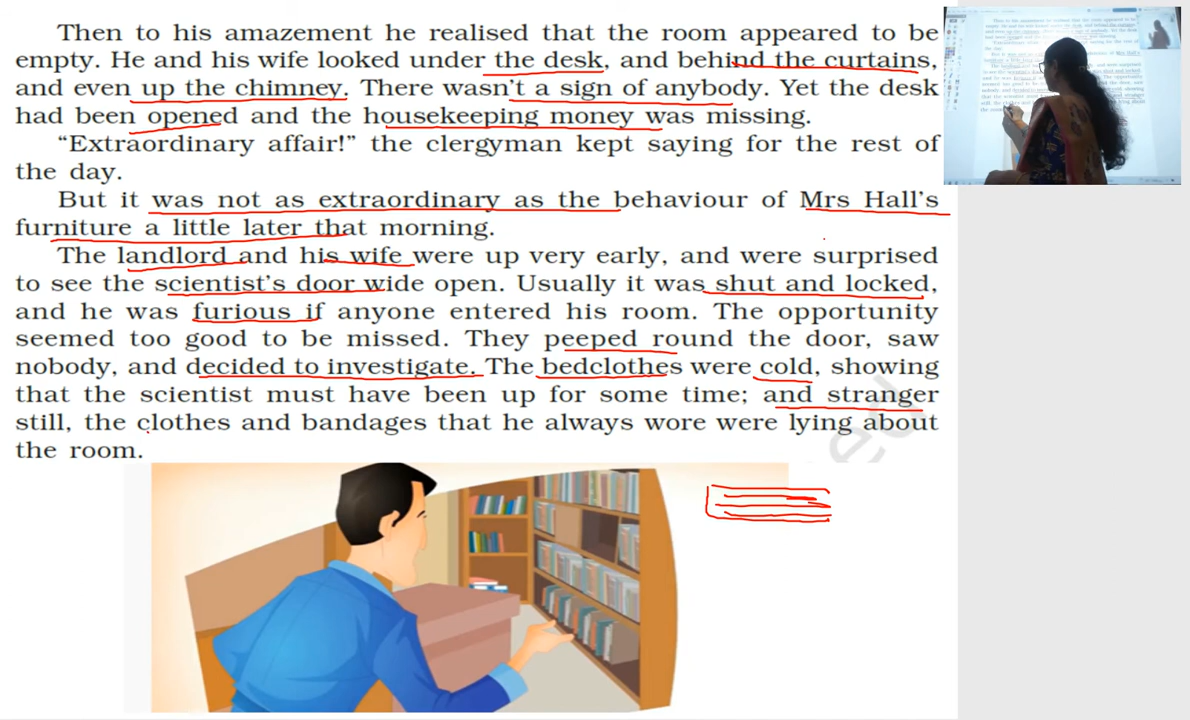 Then to his amazement he realised that the room appeared to be
empty. He and his wife looked under the desk, and behind the curtains,
and even up the chimney. There wasn't a sign of anybody. Yet the desk
had been opened and the housekeeping money was missing.
“Extraordinary affair!” the clergyman kept saying for the rest of
the day.
But it was not as extraordinary as the behaviour of Mrs Hall's
furniture a little later that morning.
The landlord and his wife were up very early, and were surprised
to see the scientist's door wide open. Usually it was shut and locked,
and he was furious if anyone entered his room. The opportunity
seemed too good to be missed. They peeped round the door, saw
nobody, and decided to investigate. The bedclothes were cold, showing
that the scientist must have been up for some time; and stranger
still, the clothes and bandages that he always wore were lying about
the room.